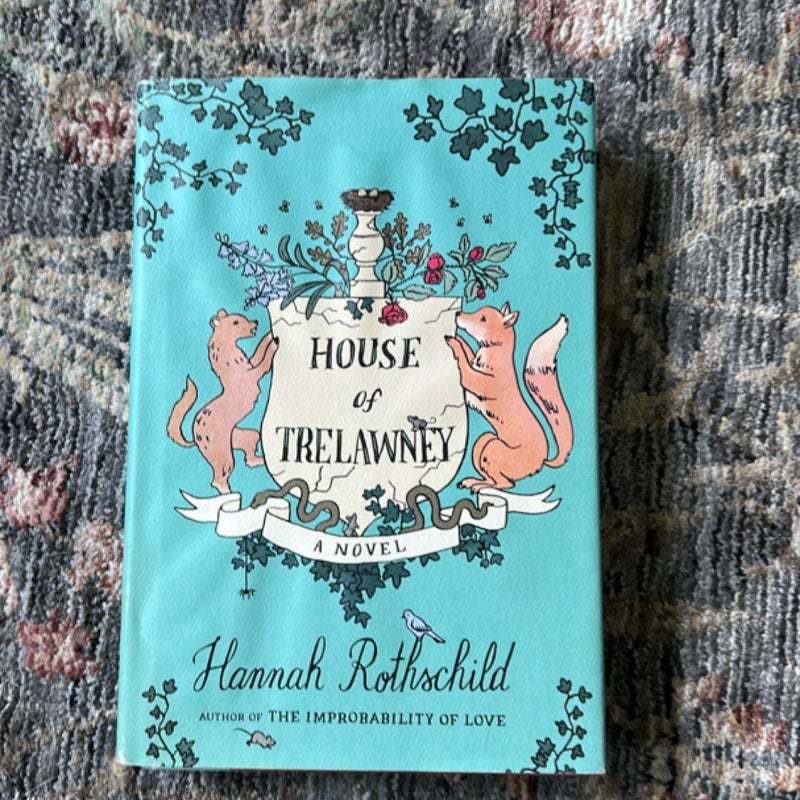 HOUSE
of
TRELAWNEY
A NOVEL
Hannah Rothschild
AUTHOR OF THE IMPROBABILITY OF LOVE